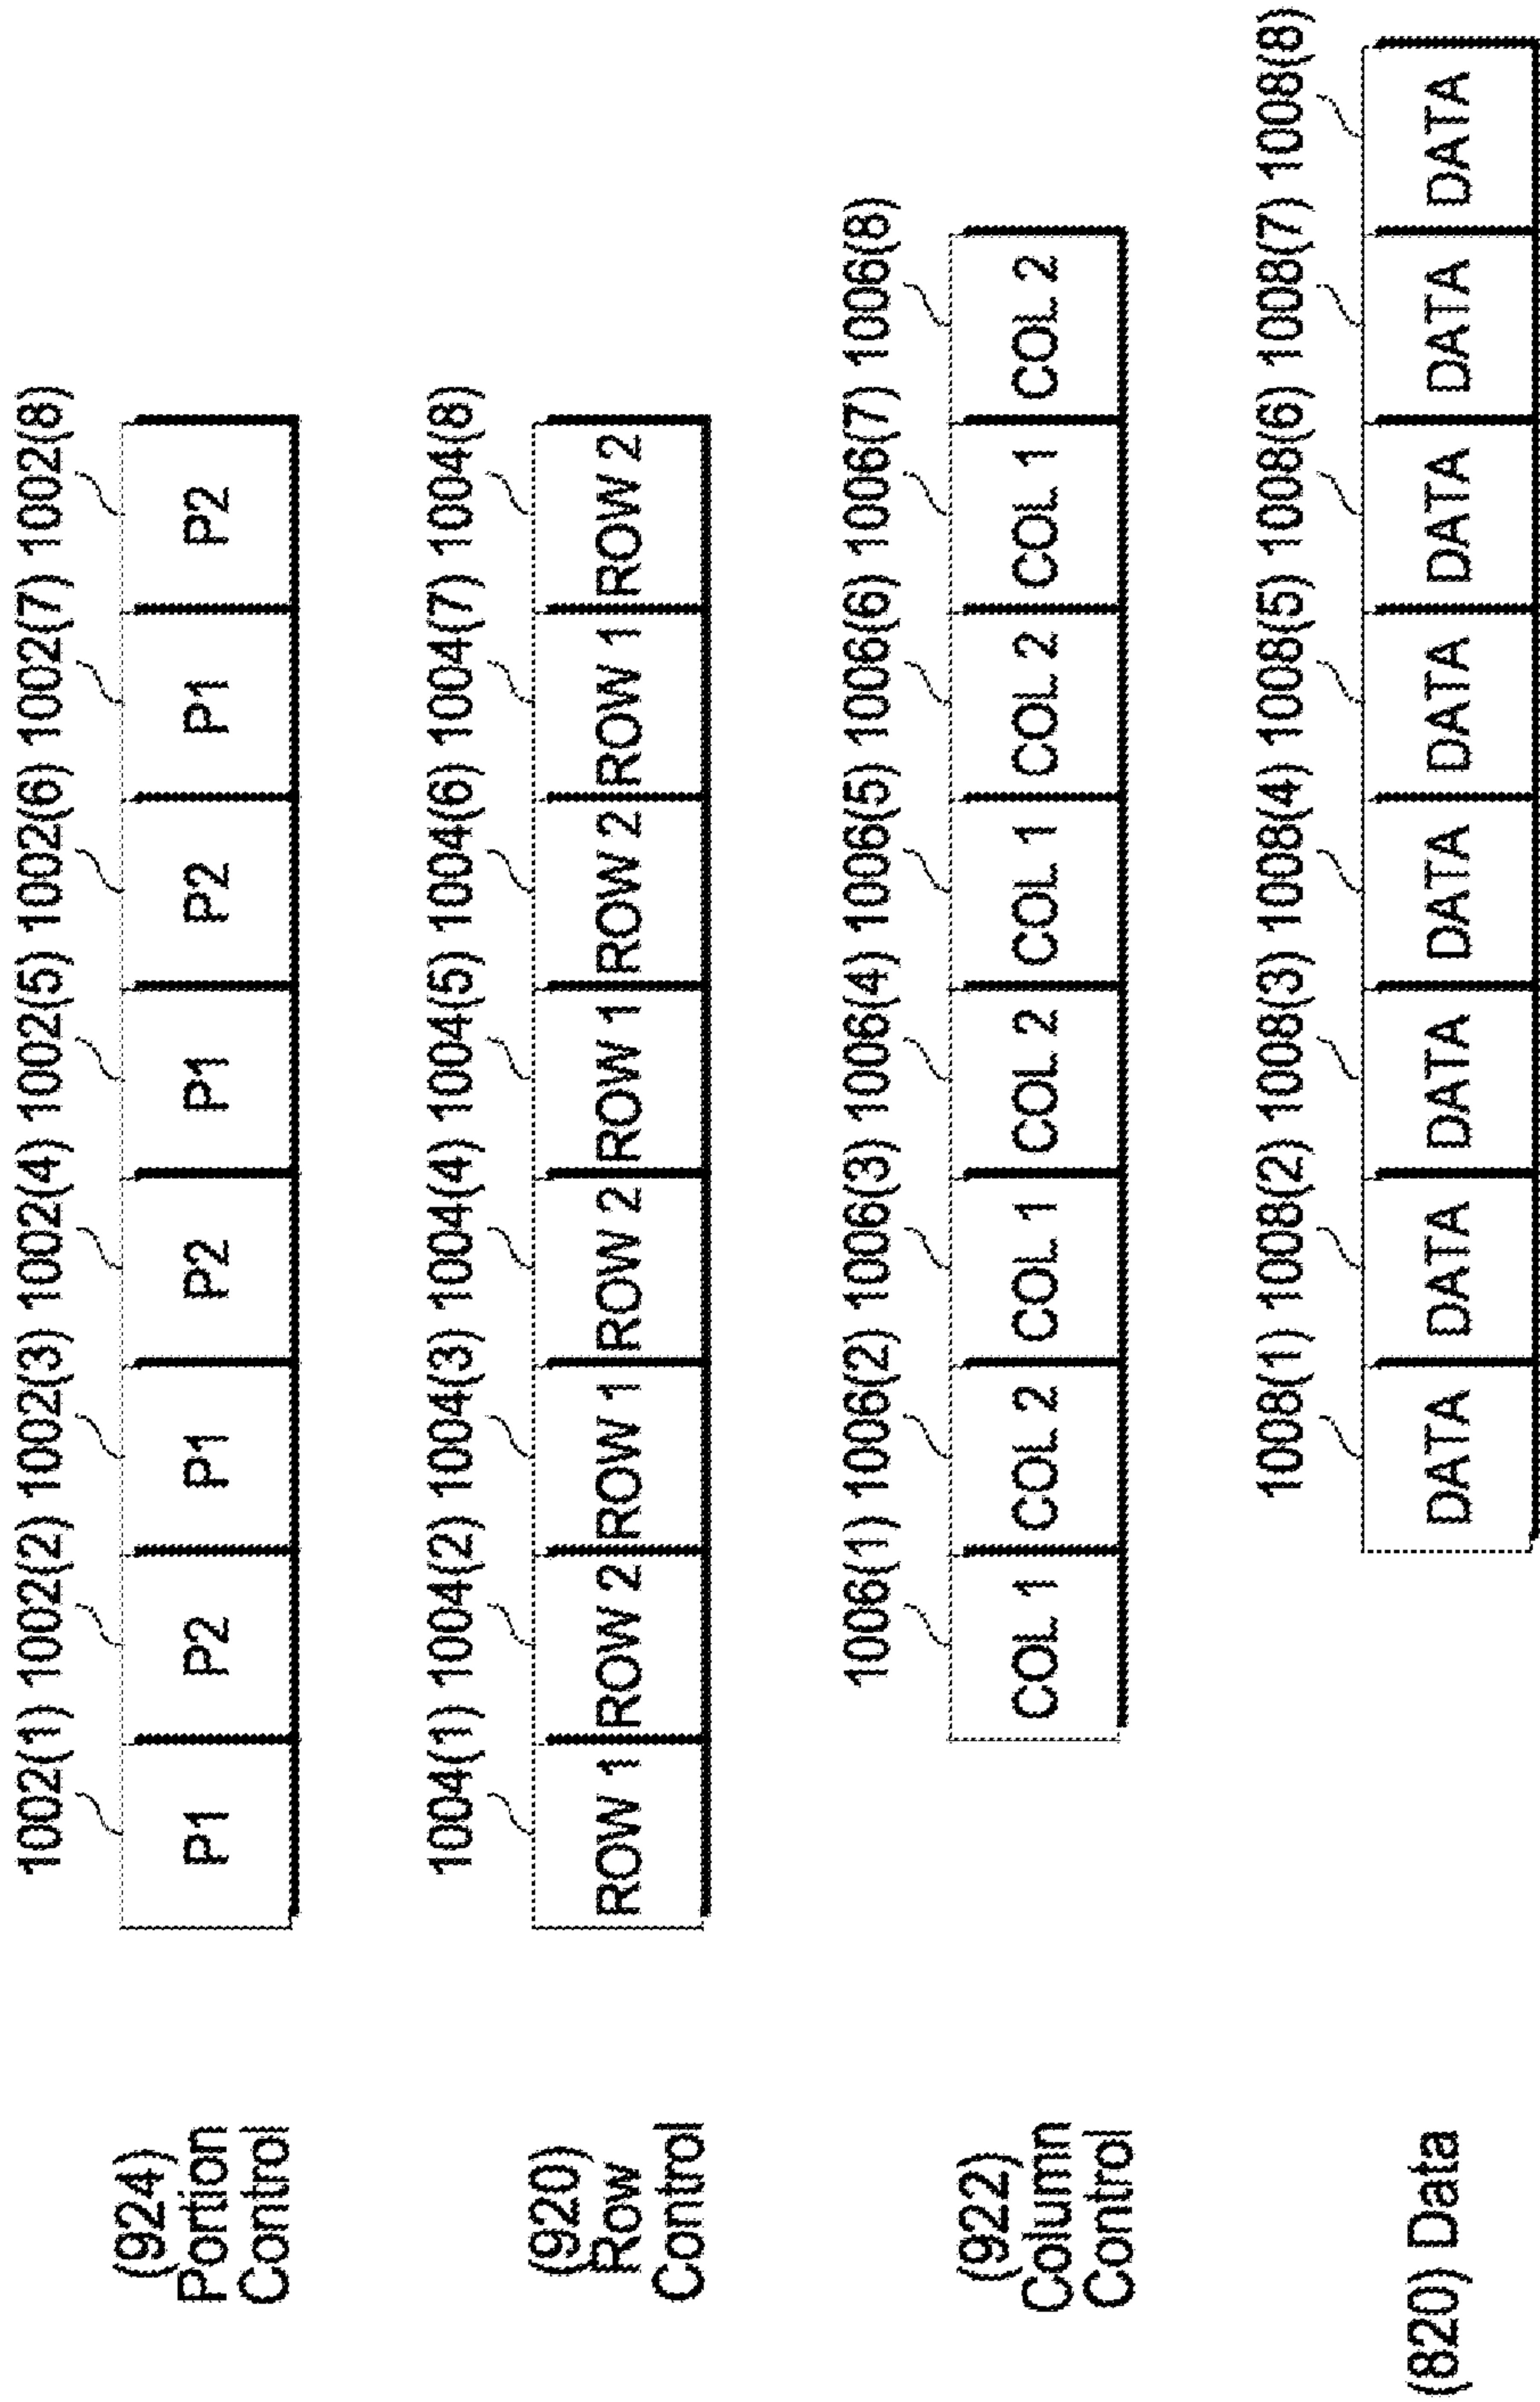 1002(1) 1002(2) 1002(3) 1002(4) 1002(5) 1002(6) 1002(7) 1002(8)
(924)
Portion
Control
P1 P2 P1 P2 P1 P2 P1 P2
1004(1) 1004(2) 1004(3) 1004(4) 1004(5) 1004(6) 1004(7) 1004(8)
(920)
Row
Control
ROW 1 ROW 2 ROW 1 ROW 2 ROW 1 ROW 2 ROW 1 ROW 2
1006(1) 1006(2) 1006(3) 1006(4) 1006(5) 1006(6) 1006(7) 1006(8)
(922)
Column
Control
COL 1 COL 2 COL 1 COL 2 COL 1 COL 2 COL 1 COL 2
1008(1) 1008(2) 1008(3) 1008(4) 1008(5) 1008(6) 1008(7) 1008(8)
(820) Data
DATA DATA DATA DATA DATA DATA DATA DATA